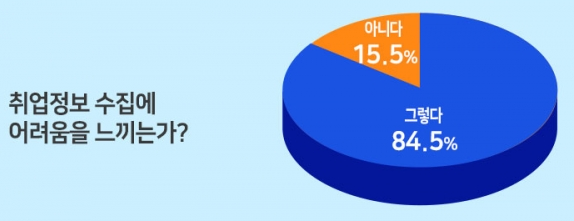 취업정보 수집에
어려움을 느끼는가?
아니다
15.5%
그렇다
84.5%